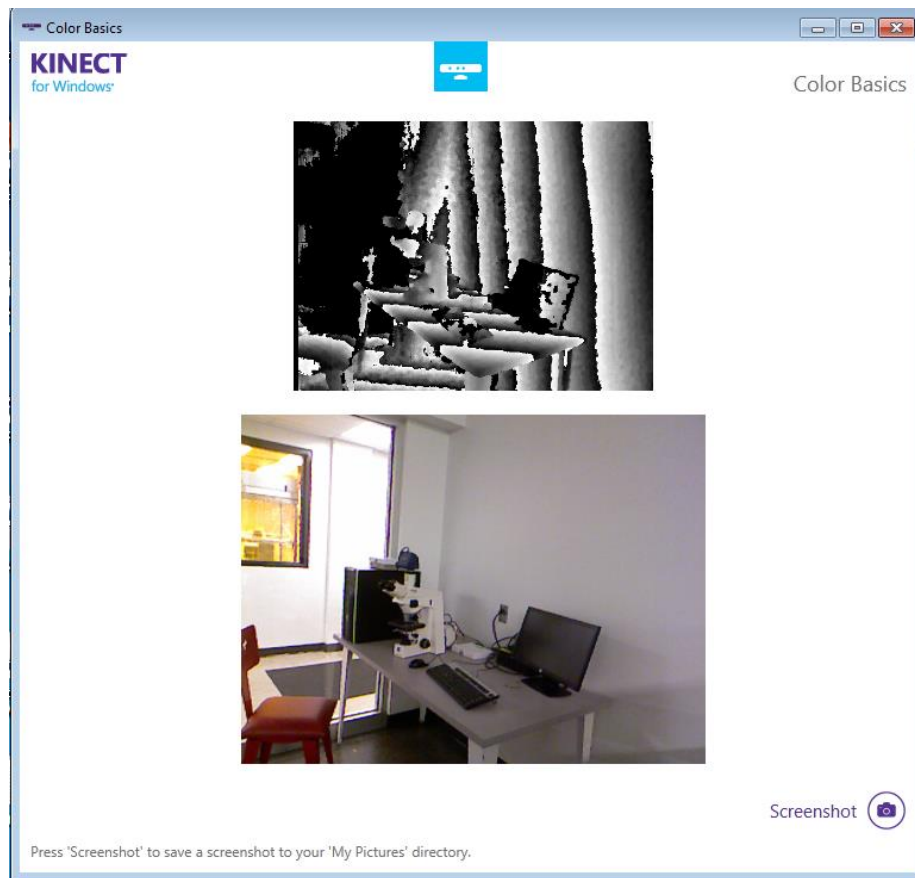 Color Basics
KINECT
for Windows®
Color Basics
Screenshot
Press 'Screenshot' to save a screenshot to your 'My Pictures' directory.